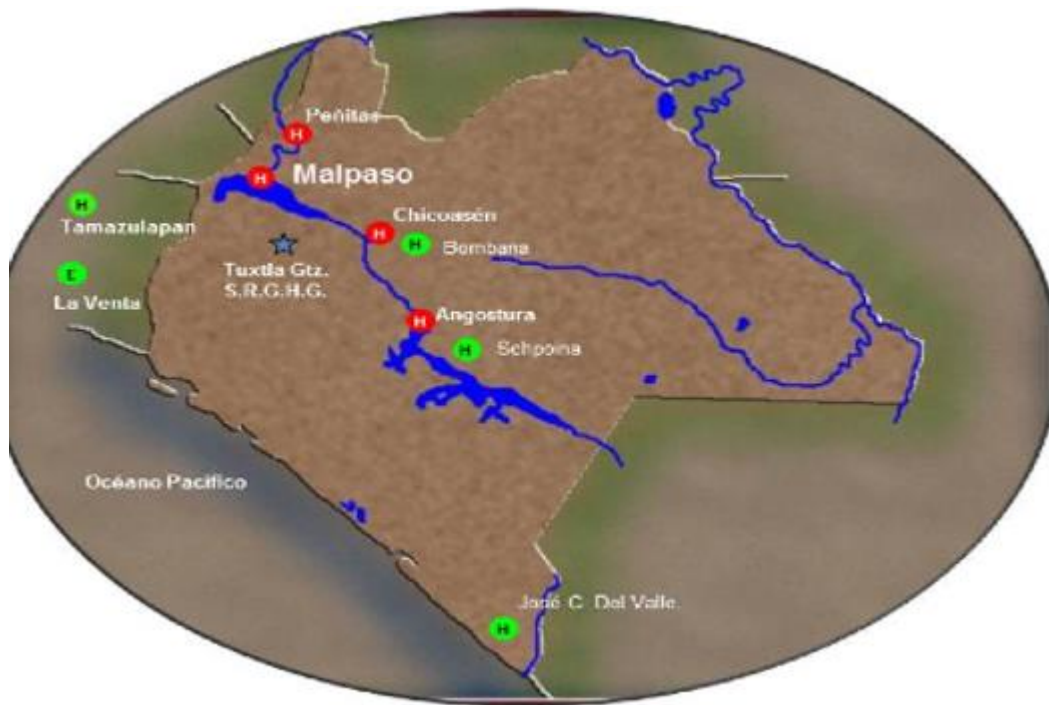 Peñitas
H
Malpaso
H
Chicoasén
H
H
Tamazulapan
H
Bombana
Tuxtla Gtz.
S.R.G.H.G.
E
La Venta
Angostura
H
Schpoina
H
Océano Pacífico
José C. Del Valle.
H